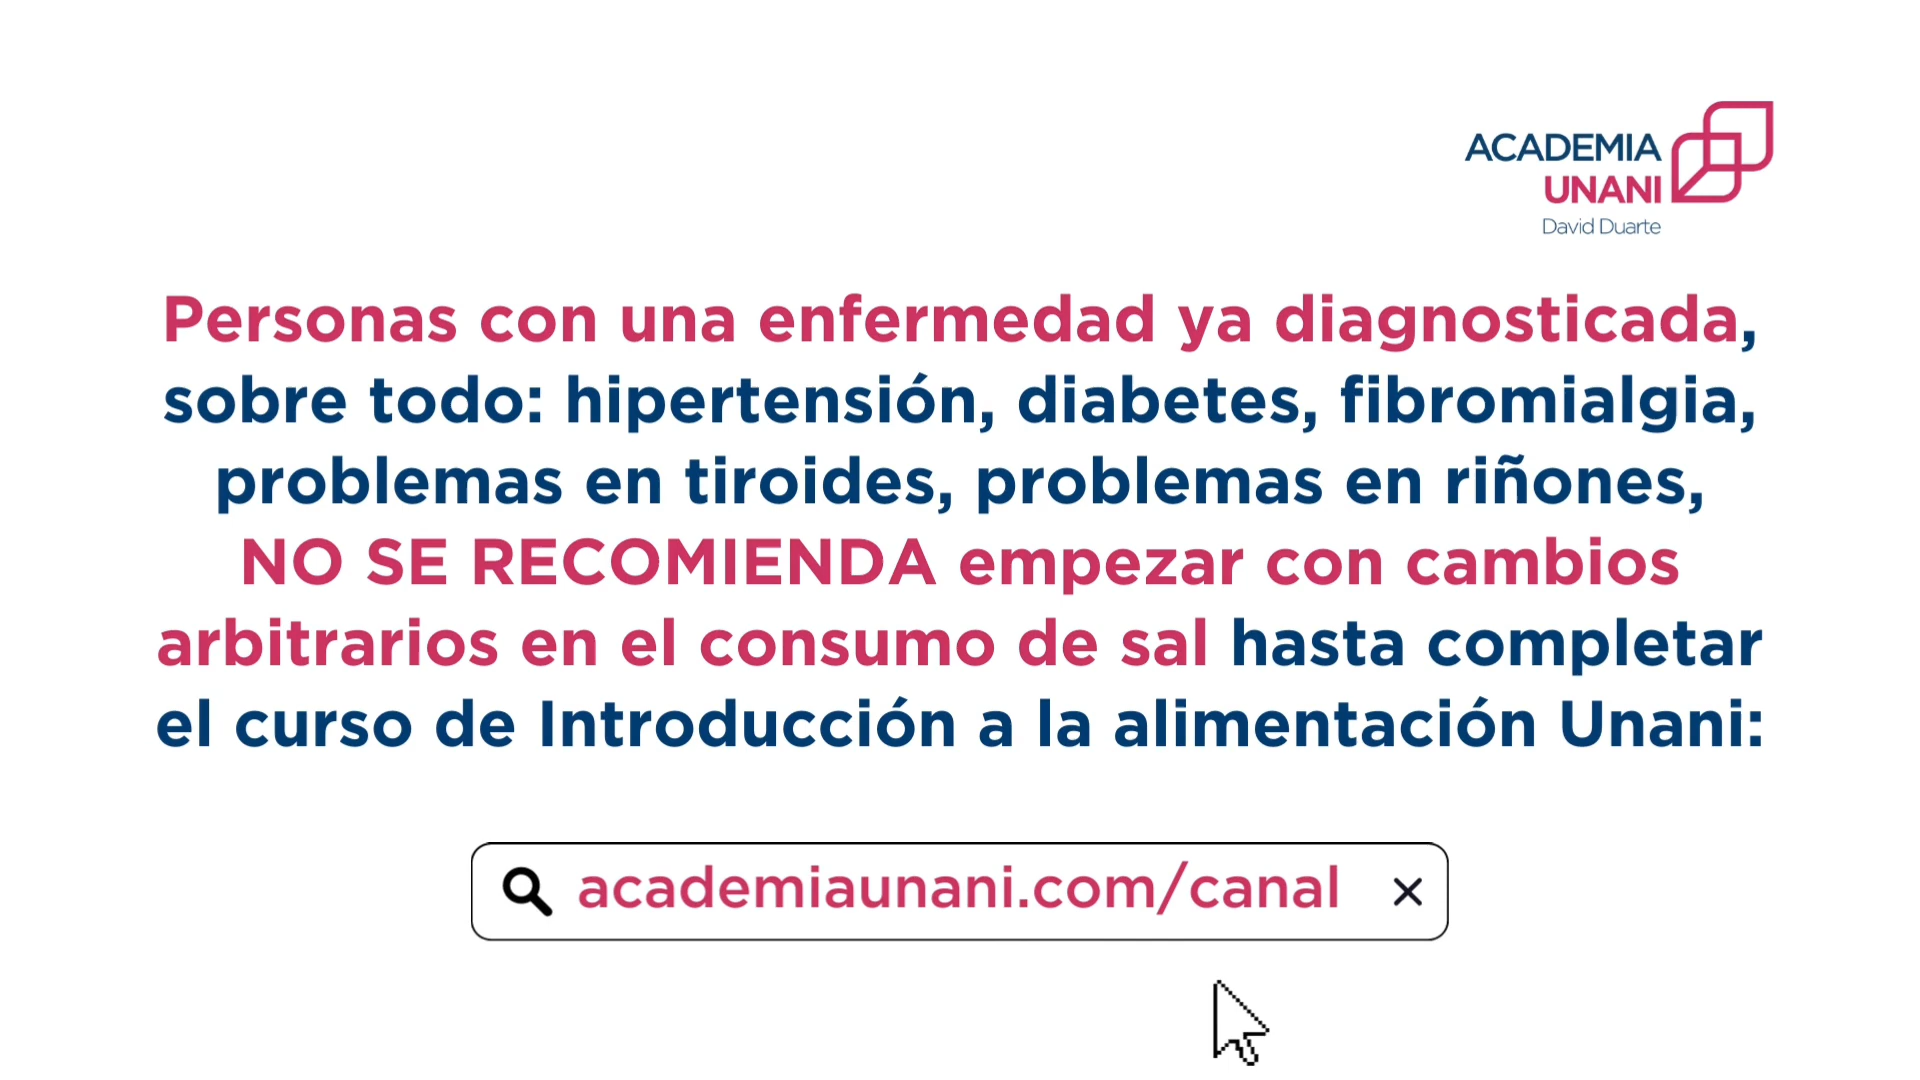 ACADEMIA
UNANI
David Duarte
Personas con una enfermedad ya diagnosticada,
sobre todo: hipertensión, diabetes, fibromialgia,
problemas en tiroides, problemas en riñones,
NO SE RECOMIENDA empezar con cambios
arbitrarios en el consumo de sal hasta completar
el curso de Introducción a la alimentación Unani:
academiaunani.com/canal